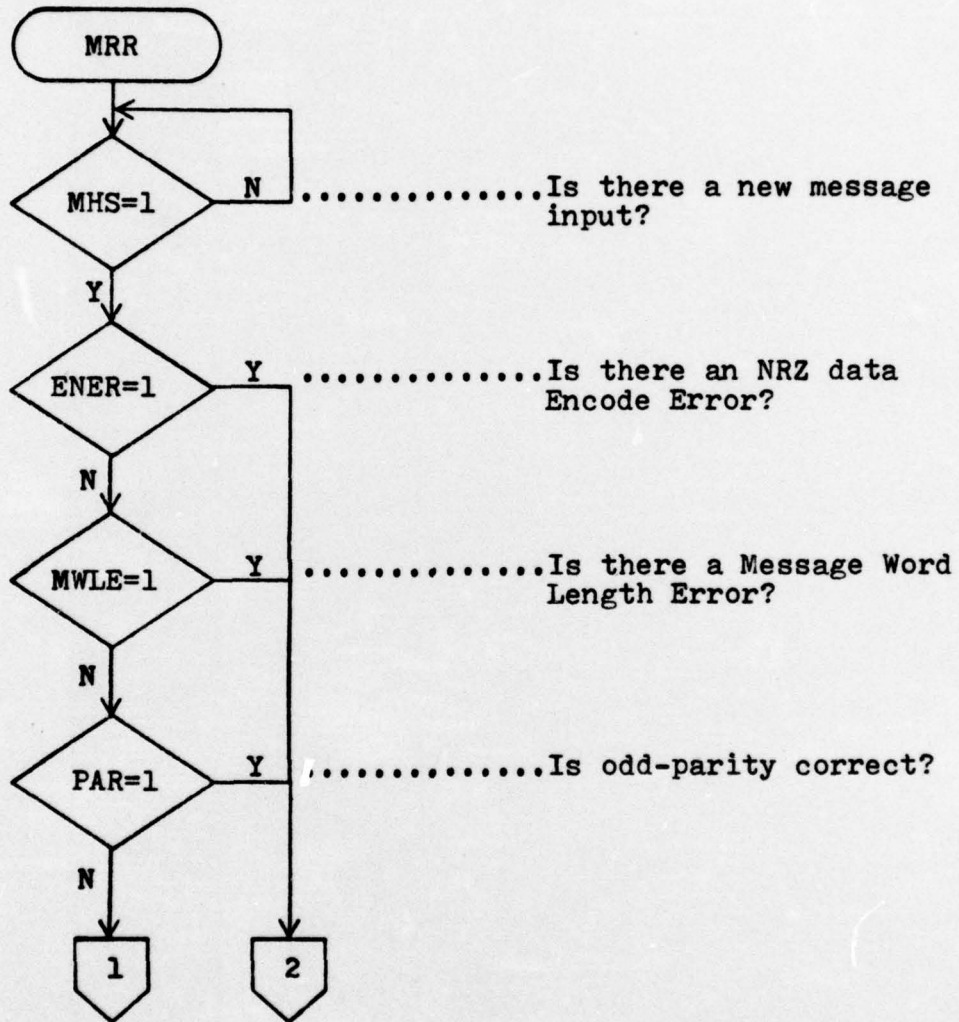 MRR
MHS=1
N
Is there a new message
input?
Y
ENER=1
Y
Is there an NRZ data
Encode Error?
N
MWLE=1
Y
Is there a Message Word
Length Error?
N
PAR=1
Y
Is odd-parity correct?
N
1
2